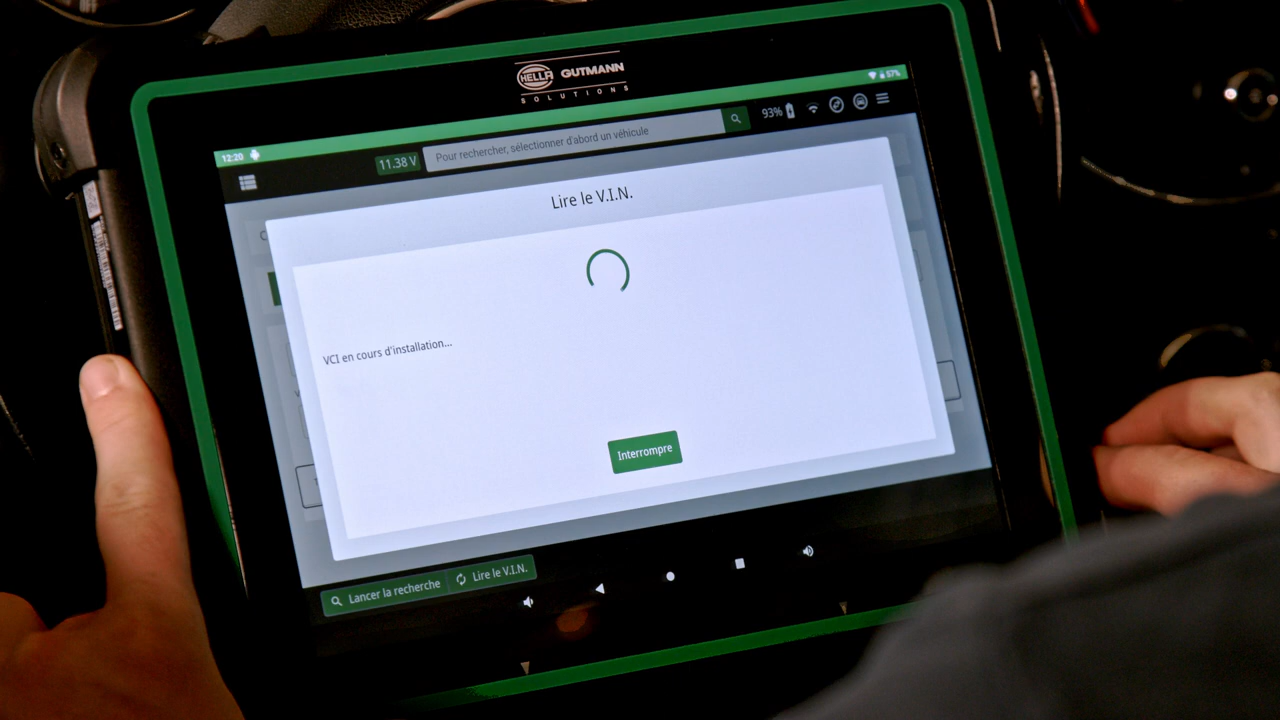 HELLA GUTMANN
SOLUTIONS
12:20
57%
11.38 V
Pour rechercher, sélectionner d'abord un véhicule
93%
Lire le V.I.N.
VCI en cours d'installation...
Interrompre
Lancer la recherche
Lire le V.I.N.